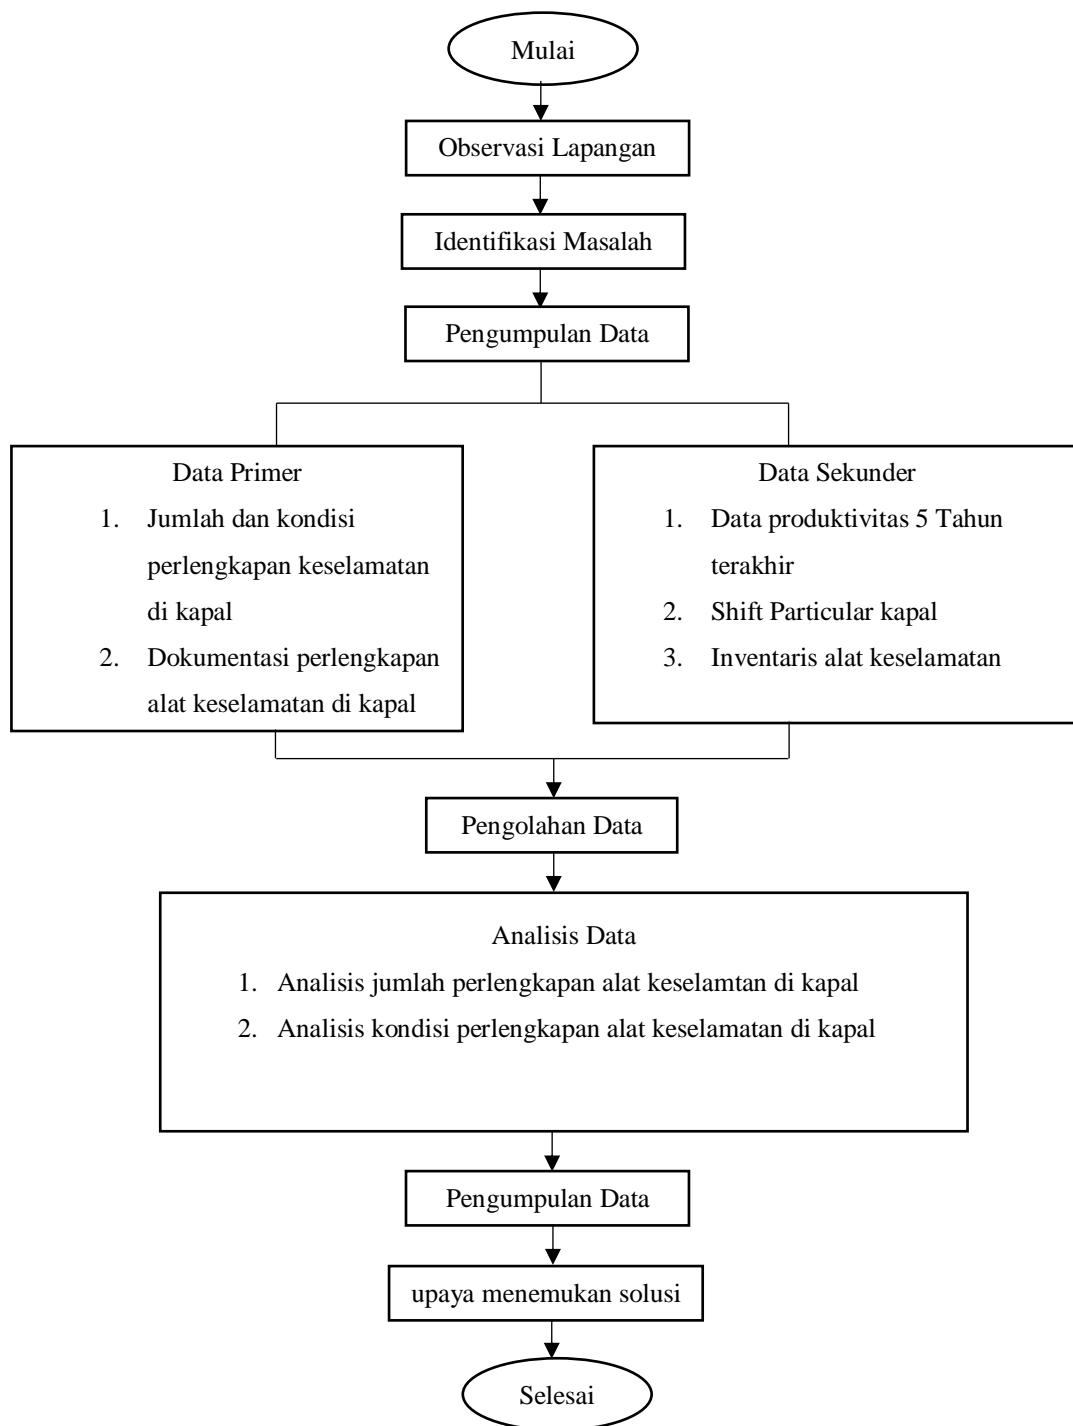 Mulai
Observasi Lapangan
Identifikasi Masalah
Pengumpulan Data
Data Primer
1. Jumlah dan kondisi
perlengkapan keselamatan
di kapal
2. Dokumentasi perlengkapan
alat keselamatan di kapal
Data Sekunder
1. Data produktivitas 5 Tahun
terakhir
2. Shift Particular kapal
3. Inventaris alat keselamatan
Pengolahan Data
Analisis Data
1. Analisis jumlah perlengkapan alat keselamtan di kapal
2. Analisis kondisi perlengkapan alat keselamatan di kapal
Pengumpulan Data
upaya menemukan solusi
Selesai